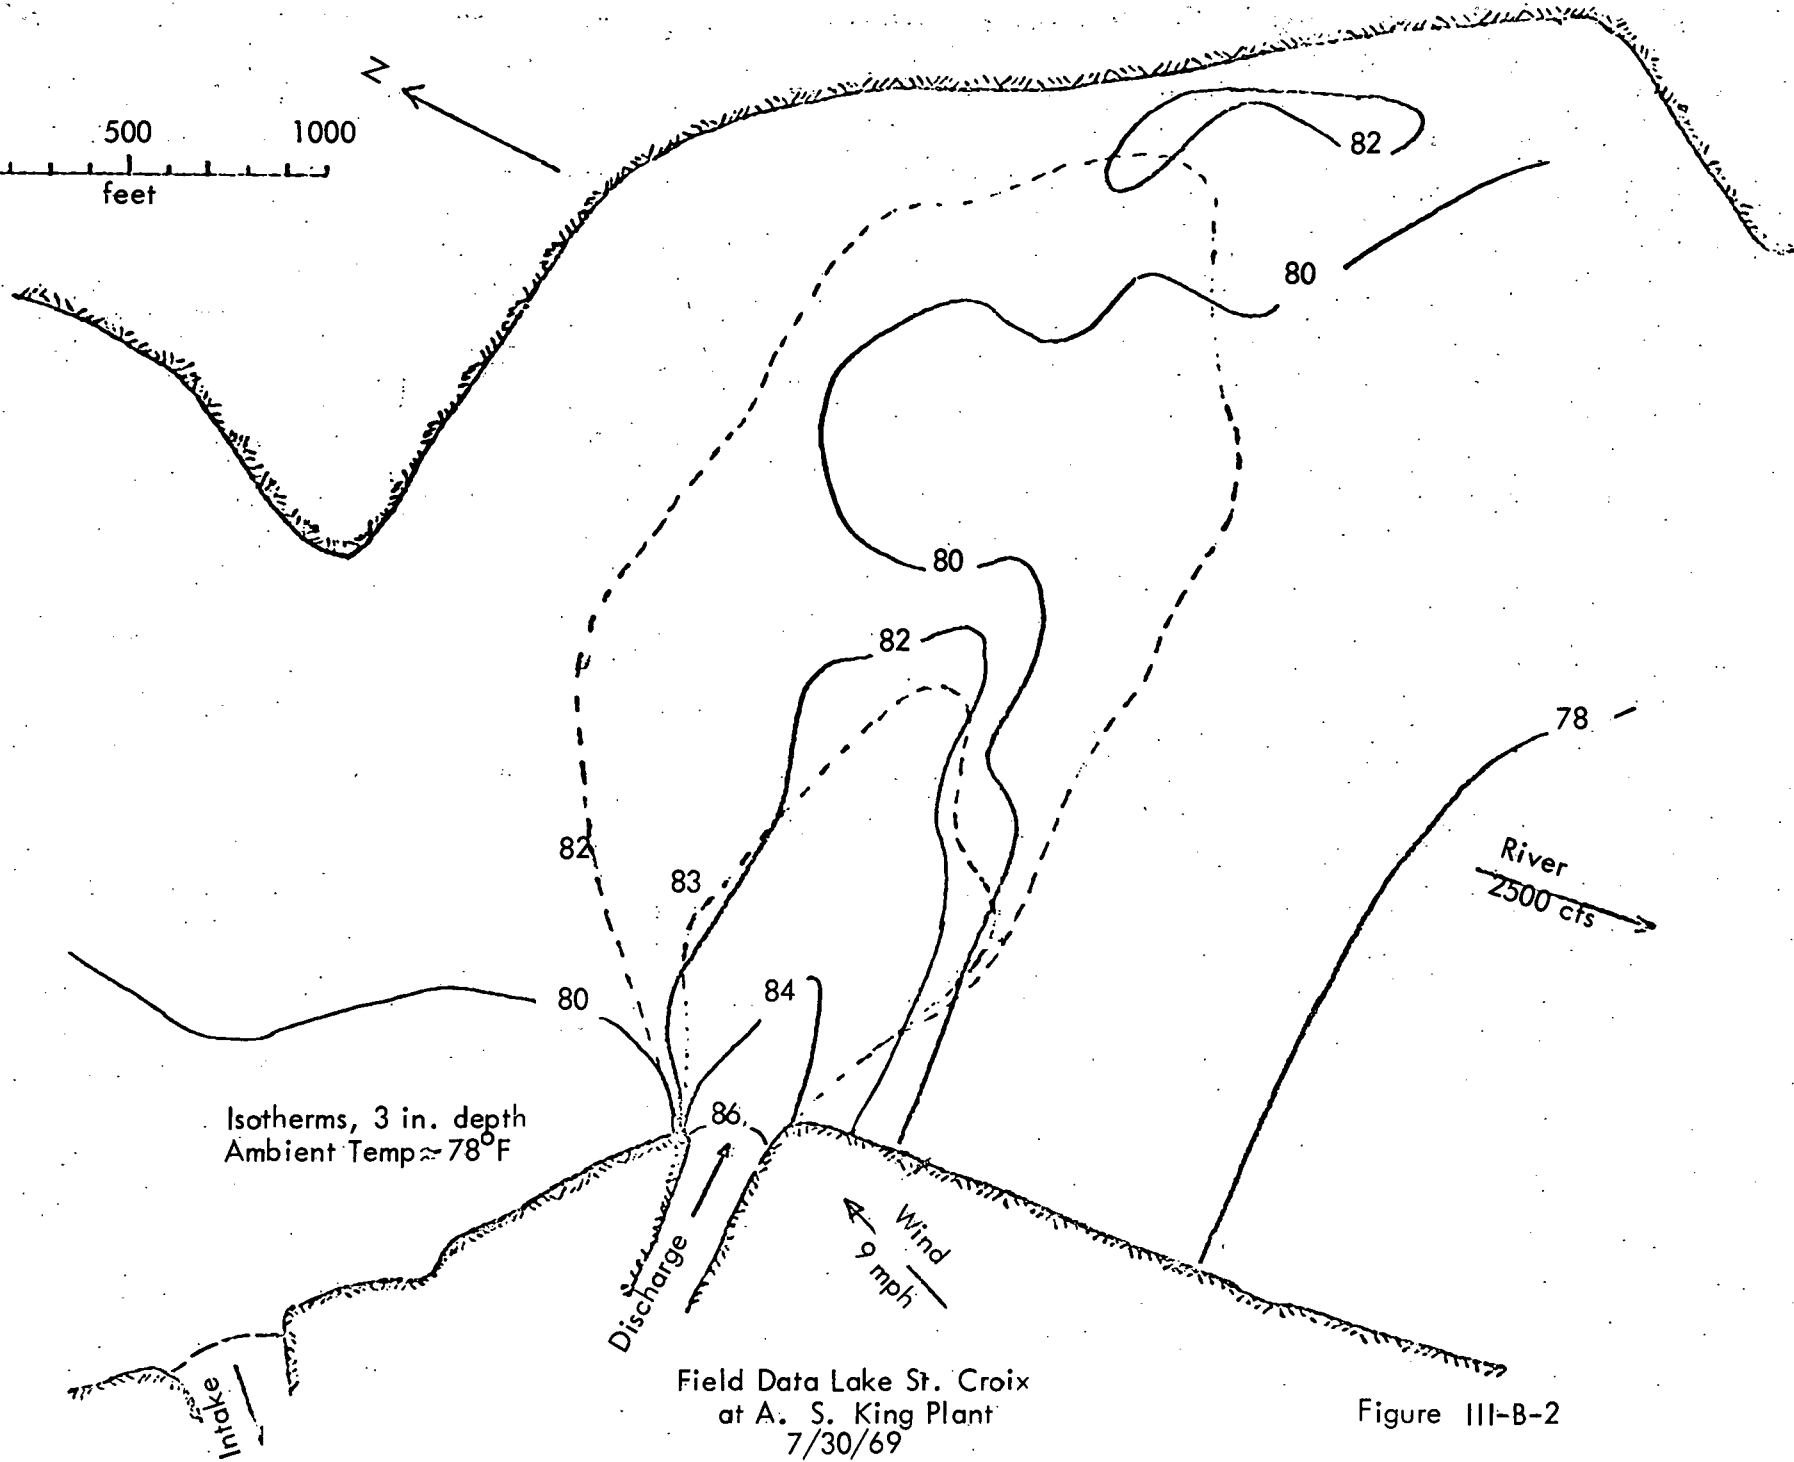 N
500 1000
feet
82
80
80
82
78
82
83
River
2500 cfs
80
84
86
Isotherms, 3 in. depth
Ambient Temp≈78°F
Discharge
Wind
9 mph
Intake
Field Data Lake St. Croix
at A. S. King Plant
7/30/69
Figure III-B-2